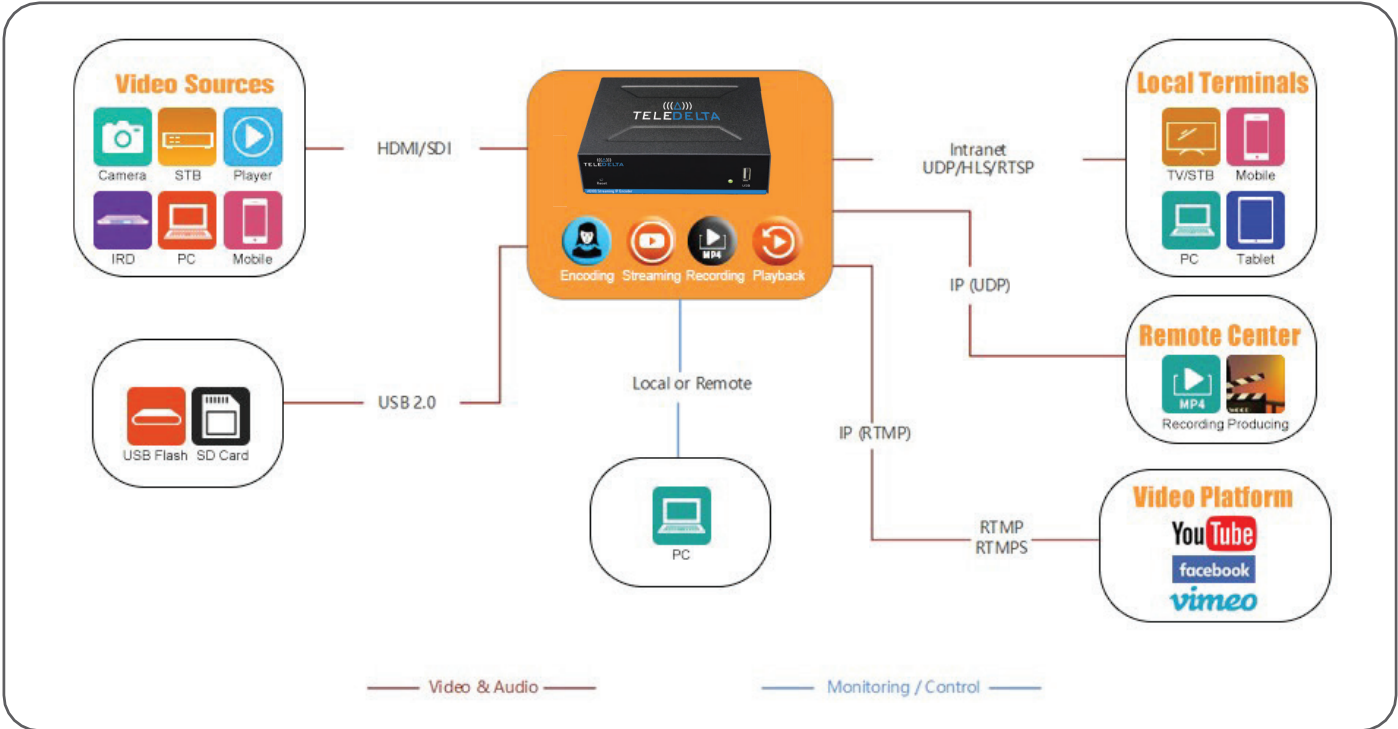 Video Sources
Camera STB Player
IRD PC Mobile
HDMI/SDI
USB Flash SD Card
USB 2.0
TELEDELTA
TELEDELTA
Reset
USB
Encoding Streaming Recording Playback
MP4
Local or Remote
PC
Intranet
UDP/HLS/RTSP
IP (UDP)
IP (RTMP)
RTMP
RTMPS
Local Terminals
TV/STB Mobile
PC Tablet
Remote Center
MP4
Recording Producing
Video Platform
YouTube
facebook
vimeo
Video & Audio
Monitoring / Control